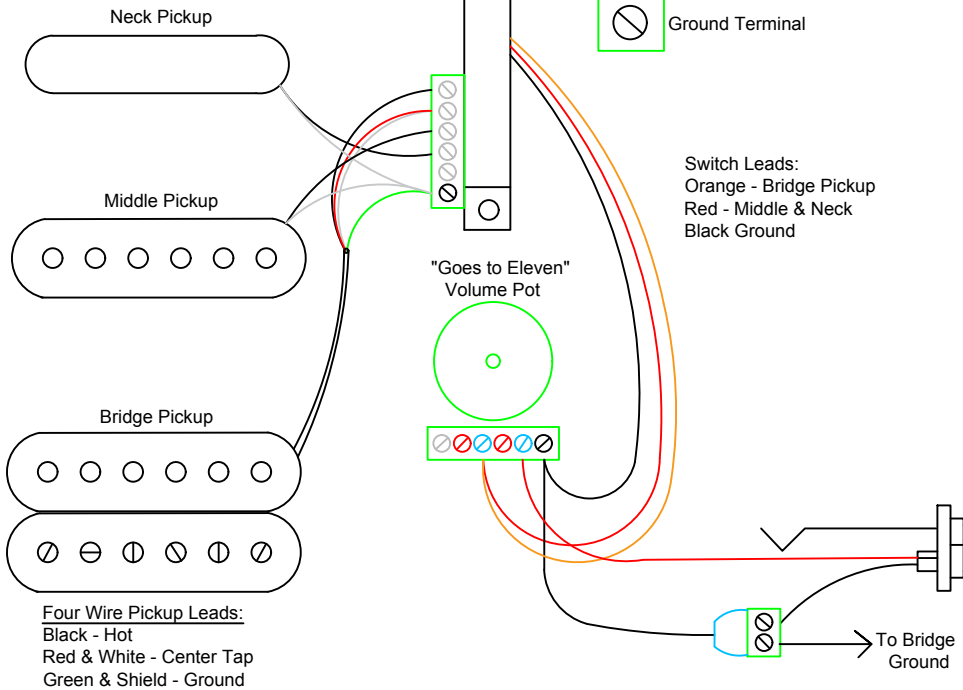 Neck Pickup
Ground Terminal
Switch Leads:
Orange - Bridge Pickup
Red - Middle & Neck
Black Ground
Middle Pickup
"Goes to Eleven"
Volume Pot
Bridge Pickup
Four Wire Pickup Leads:
Black - Hot
Red & White - Center Tap
Green & Shield - Ground
To Bridge
Ground